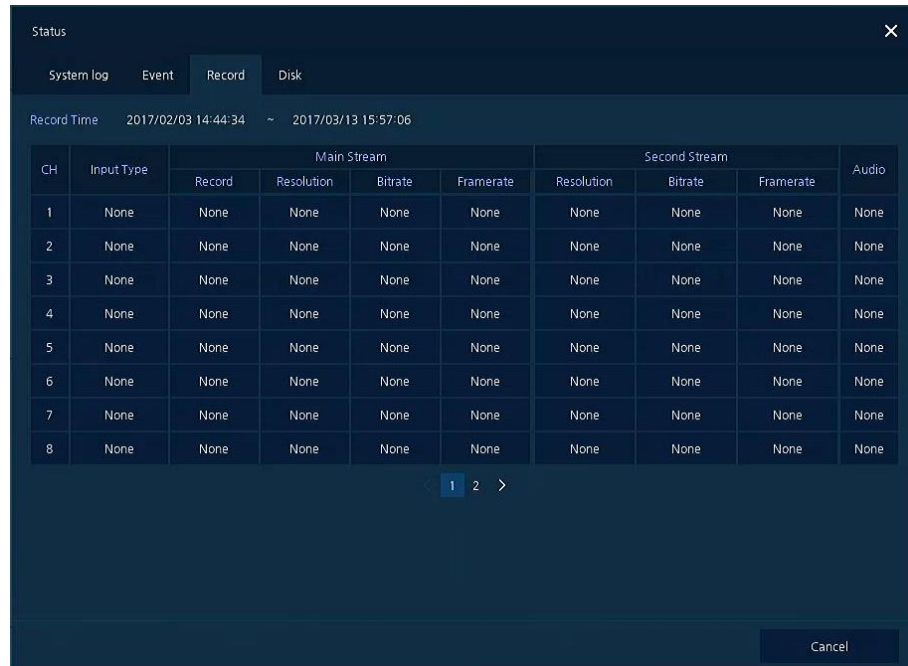 Status
System log Event Record Disk
Record Time 2017/02/03 14:44:34 ~ 2017/03/13 15:57:06
CH Input Type Main Stream Second Stream Audio
Record Resolution Bitrate Framerate Resolution Bitrate Framerate
1 None None None None None None None None None
2 None None None None None None None None None
3 None None None None None None None None None
4 None None None None None None None None None
5 None None None None None None None None None
6 None None None None None None None None None
7 None None None None None None None None None
8 None None None None None None None None None
1 2
Cancel